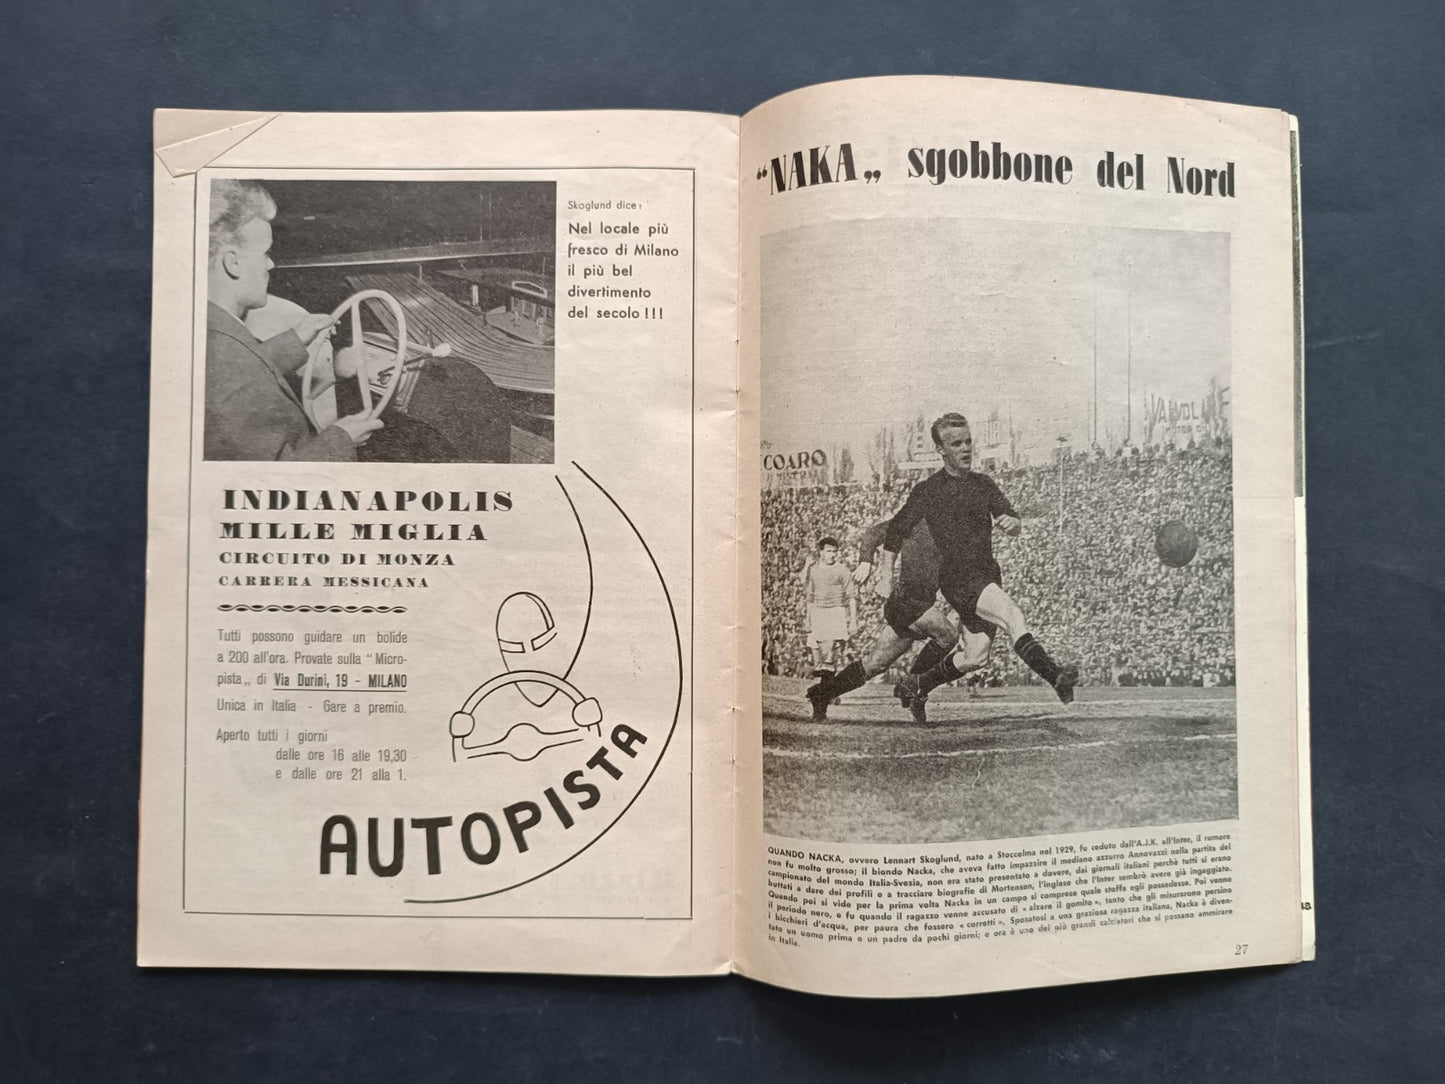 Skoglund dice:
Nel locale più
fresco di Milano
il più bel
divertimento
del secolo!!!
INDIANAPOLIS
MILLE MIGLIA
CIRCUITO DI MONZA
CARRERA MESSICANA
Tutti possono guidare un bolide
a 200 all'ora. Provate sulla "Micro-
pista„ di Via Durini, 19 - MILANO
Unica in Italia - Gare a premio.
Aperto tutti i giorni
dalle ore 16 alle 19,30
e dalle ore 21 alla 1.
AUTOPISTA
"NAKA„ sgobbone del Nord
COARO
VALVOLINE
MOTOR OIL
QUANDO NACKA, ovvero Lennart Skoglund, nato a Stoccolma nel 1929, fu ceduto dall'A.J.K. all'Inter, il rumore
non fu molto grosso; il biondo Nacka, che aveva fatto impazzire il mediano azzurro Annovazzi nella partita del
campionato del mondo Italia-Svezia, non era stato presentato a dovere, dai giornali italiani perchè tutti si erano
buttati a dare dei profili e a tracciare biografie di Mortensen, l'inglese che l'Inter sembrò avere già ingaggiato.
Quando poi si vide per la prima volta Nacka in un campo si comprese quale stoffa egli possedesse. Poi venne
il periodo nero, e fu quando il ragazzo venne accusato di « alzare il gomito », tanto che gli misurarono persino
i bicchieri d'acqua, per paura che fossero « corretti ». Sposatosi a una graziosa ragazza italiana, Nacka è diven-
tato un uomo prima e un padre da pochi giorni; e ora è uno dei più grandi calciatori che si possano ammirare
in Italia.
27